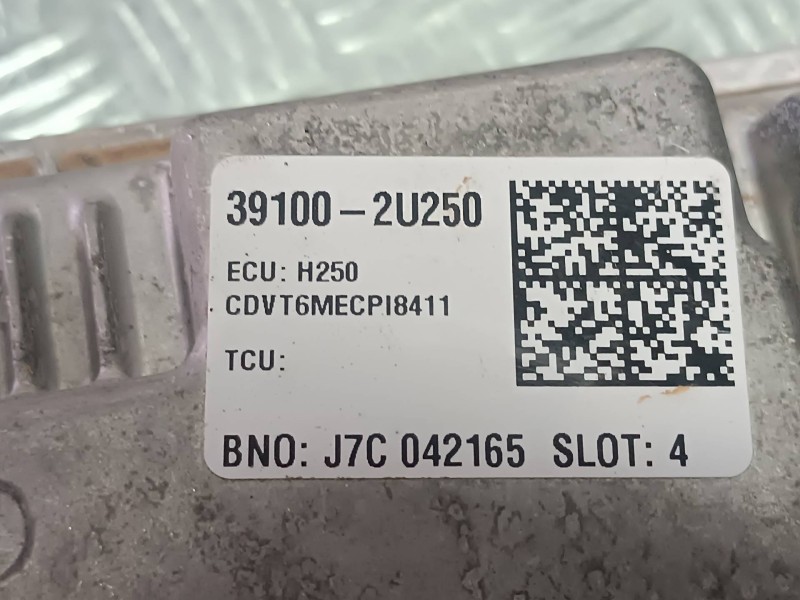 39100-2U250
ECU: H250
CDVT6MECPI8411
TCU:
BNO: J7C 042165 SLOT: 4